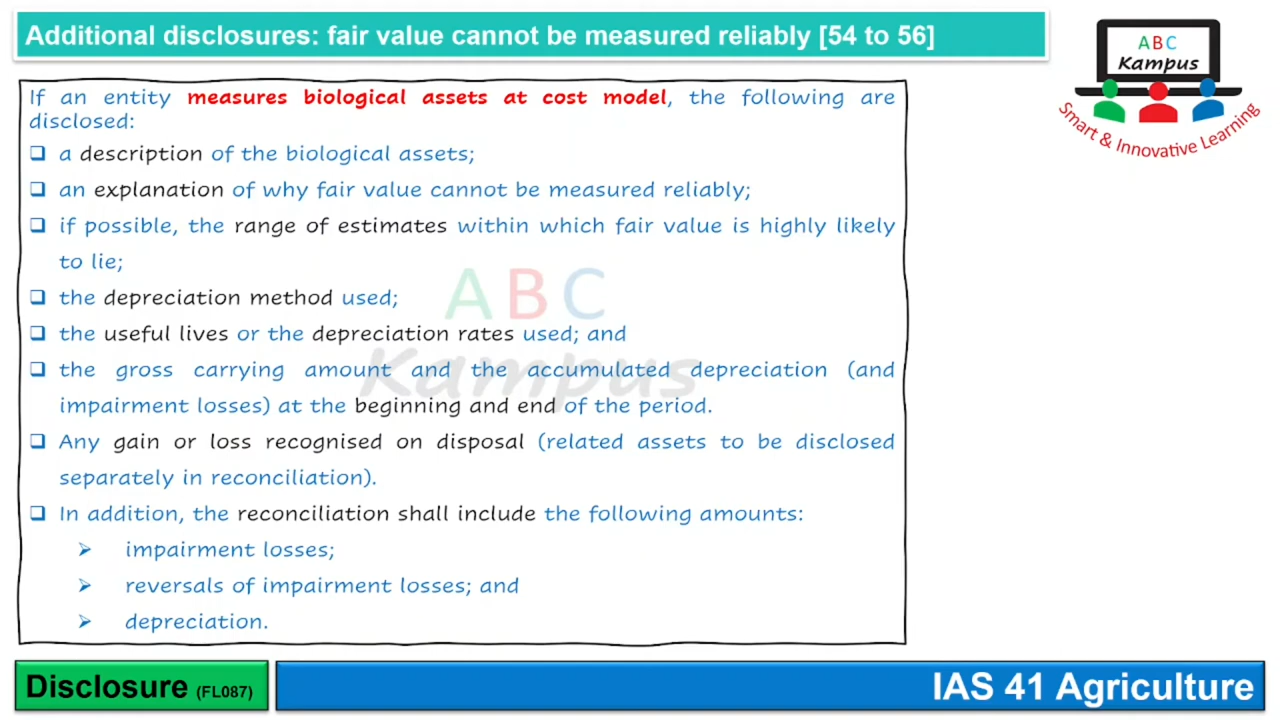 Additional disclosures: fair value cannot be measured reliably [54 to 56]
A B C
Kampus
Smart & Innovative Learning
If an entity measures biological assets at cost model, the following are
disclosed:
❑ a description of the biological assets;
❑ an explanation of why fair value cannot be measured reliably;
❑ if possible, the range of estimates within which fair value is highly likely
to lie;
❑ the depreciation method used;
❑ the useful lives or the depreciation rates used; and
❑ the gross carrying amount and the accumulated depreciation (and
impairment losses) at the beginning and end of the period.
❑ Any gain or loss recognised on disposal (related assets to be disclosed
separately in reconciliation).
❑ In addition, the reconciliation shall include the following amounts:
➢ impairment losses;
➢ reversals of impairment losses; and
➢ depreciation.
A B C
Kampus
Disclosure (FL087)
IAS 41 Agriculture